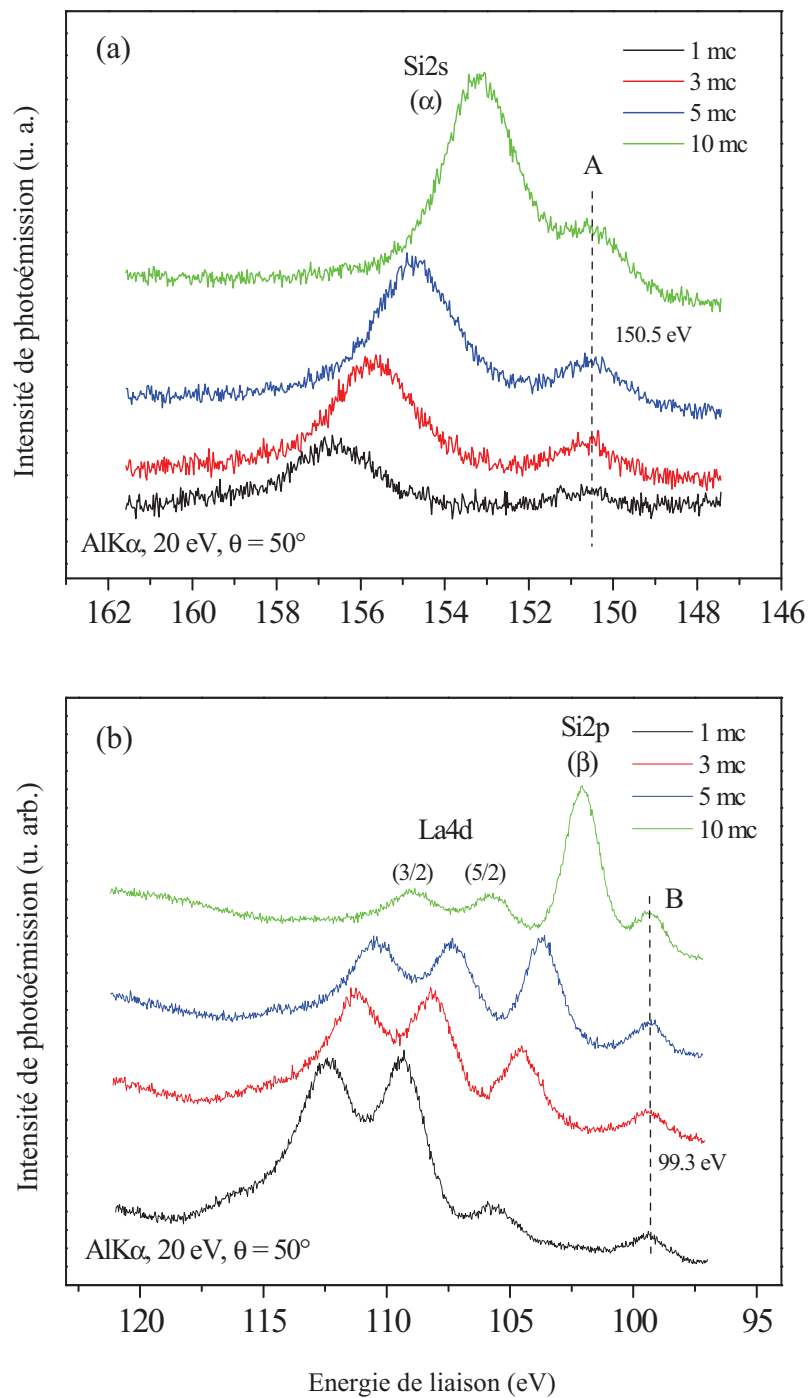 (a)
Si2s
(α)
1 mc
3 mc
5 mc
10 mc
A
150.5 eV
AlKα, 20 eV, θ = 50°
Intensité de photoémission (u. a.)
162 160 158 156 154 152 150 148 146
(b)
Si2p
(β)
1 mc
3 mc
5 mc
10 mc
La4d
(3/2) (5/2)
B
99.3 eV
AlKα, 20 eV, θ = 50°
Intensité de photoémission (u. arb.)
120 115 110 105 100 95
Energie de liaison (eV)